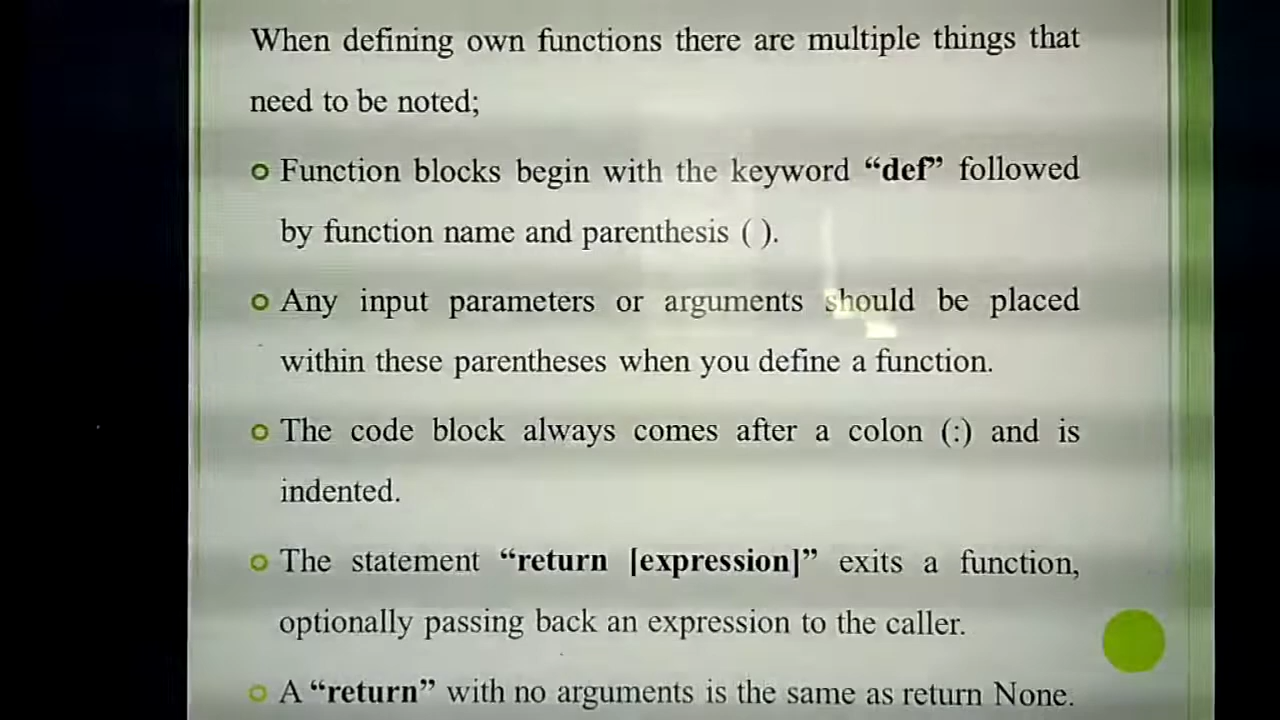 When defining own functions there are multiple things that
need to be noted;
Function blocks begin with the keyword “def” followed
by function name and parenthesis ( ).
Any input parameters or arguments should be placed
within these parentheses when you define a function.
The code block always comes after a colon (:) and is
indented.
The statement “return [expression]” exits a function,
optionally passing back an expression to the caller.
A “return” with no arguments is the same as return None.